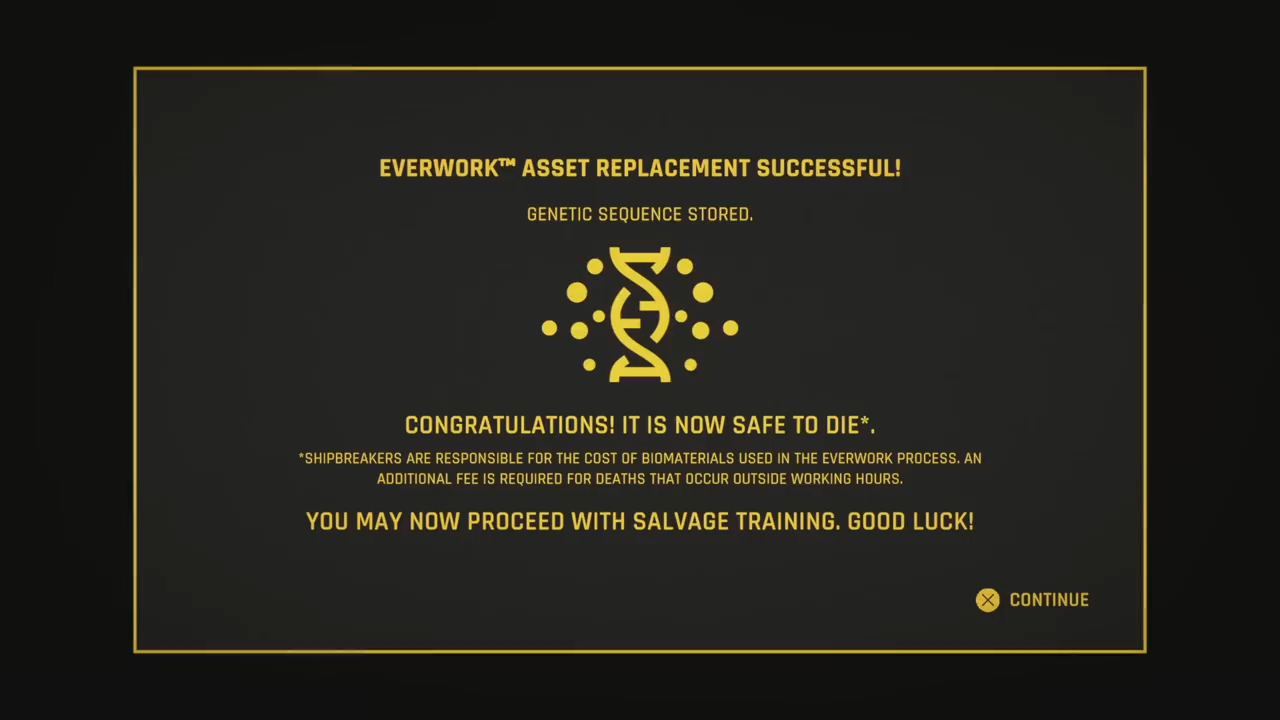 EVERWORK™ ASSET REPLACEMENT SUCCESSFUL!
GENETIC SEQUENCE STORED.
CONGRATULATIONS! IT IS NOW SAFE TO DIE*.
*SHIPBREAKERS ARE RESPONSIBLE FOR THE COST OF BIOMATERIALS USED IN THE EVERWORK PROCESS. AN
ADDITIONAL FEE IS REQUIRED FOR DEATHS THAT OCCUR OUTSIDE WORKING HOURS.
YOU MAY NOW PROCEED WITH SALVAGE TRAINING. GOOD LUCK!
CONTINUE